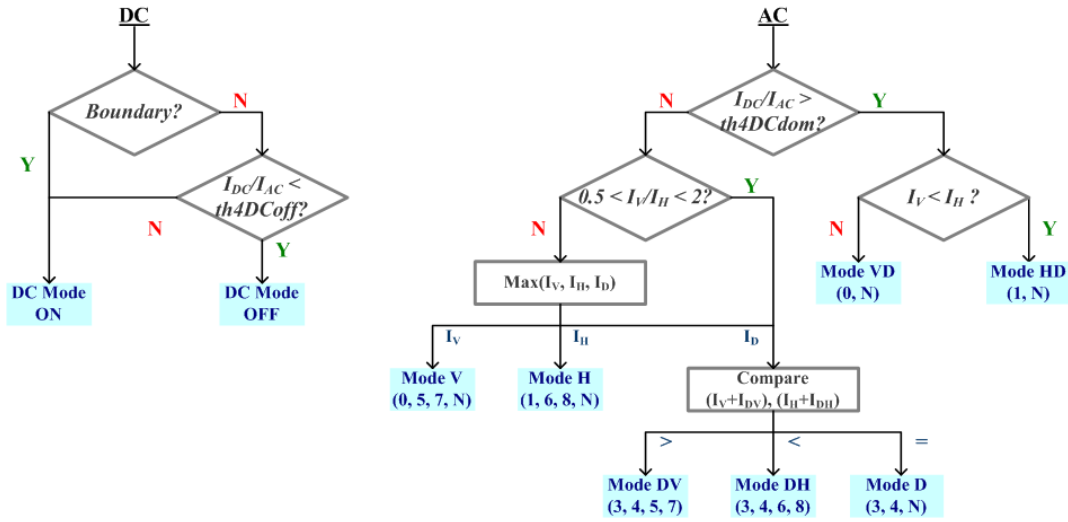 DC
Boundary?
N
Y
I_DC/I_AC <
th4DCoff?
N
Y
DC Mode
ON
DC Mode
OFF
AC
I_DC/I_AC >
th4DCdom?
N
Y
0.5 < I_V/I_H < 2?
Y
N
I_V < I_H ?
N
Y
Mode VD
(0, N)
Mode HD
(1, N)
Max(I_V, I_H, I_D)
I_V
I_H
I_D
Mode V
(0, 5, 7, N)
Mode H
(1, 6, 8, N)
Compare
(I_V+I_DV), (I_H+I_DH)
>
<
=
Mode DV
(3, 4, 5, 7)
Mode DH
(3, 4, 6, 8)
Mode D
(3, 4, N)